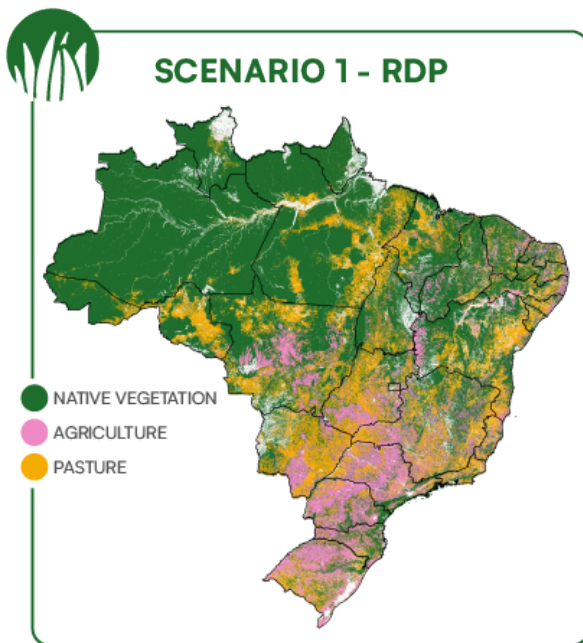 SCENARIO 1 - RDP
NATIVE VEGETATION
AGRICULTURE
PASTURE